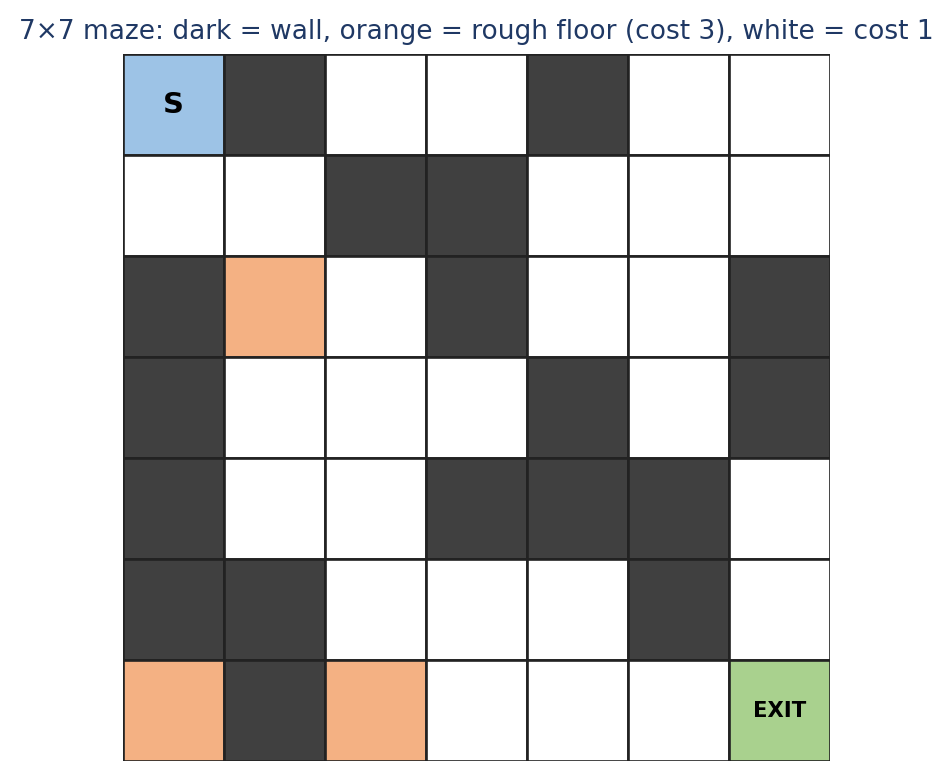 7×7 maze: dark = wall, orange = rough floor (cost 3), white = cost 1
S
EXIT